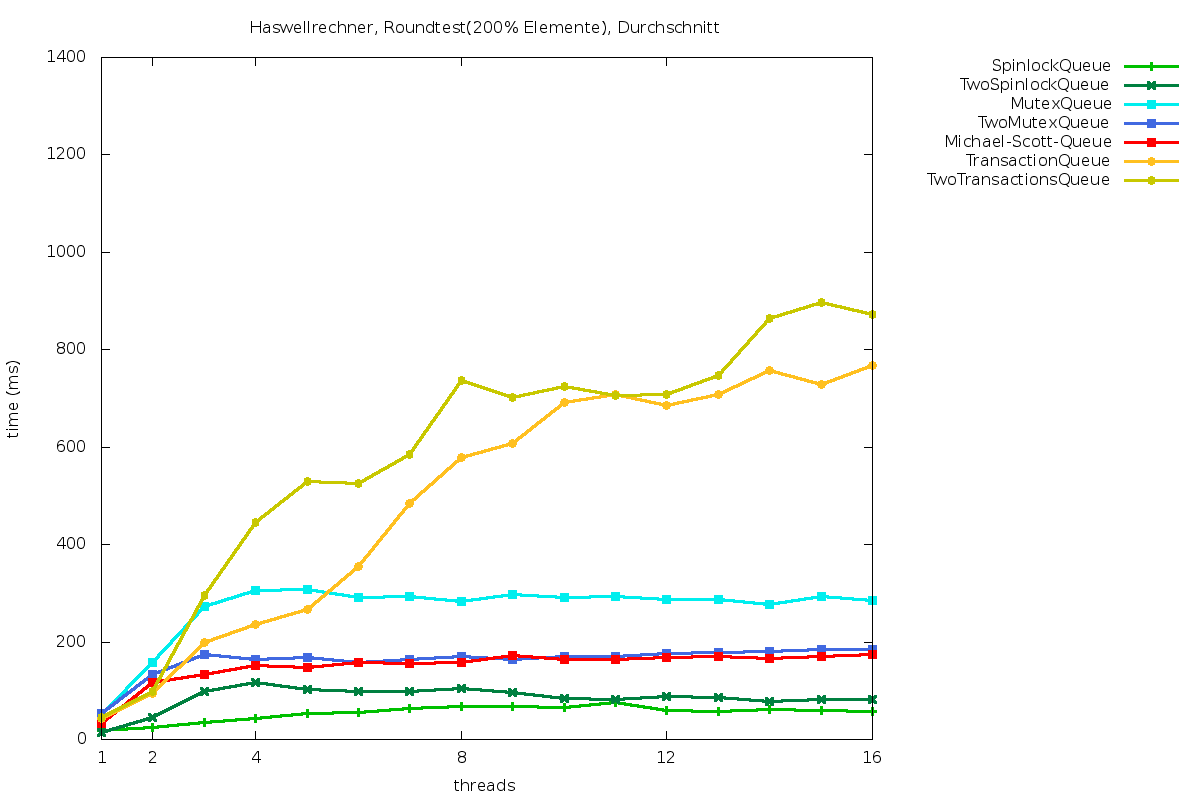 Haswellrechner, Roundtest(200% Elemente), Durchschnitt
SpinlockQueue
TwoSpinlockQueue
MutexQueue
TwoMutexQueue
Michael-Scott-Queue
TransactionQueue
TwoTransactionsQueue
time (ms)
1400
1200
1000
800
600
400
200
0
1 2 4 8 12 16
threads